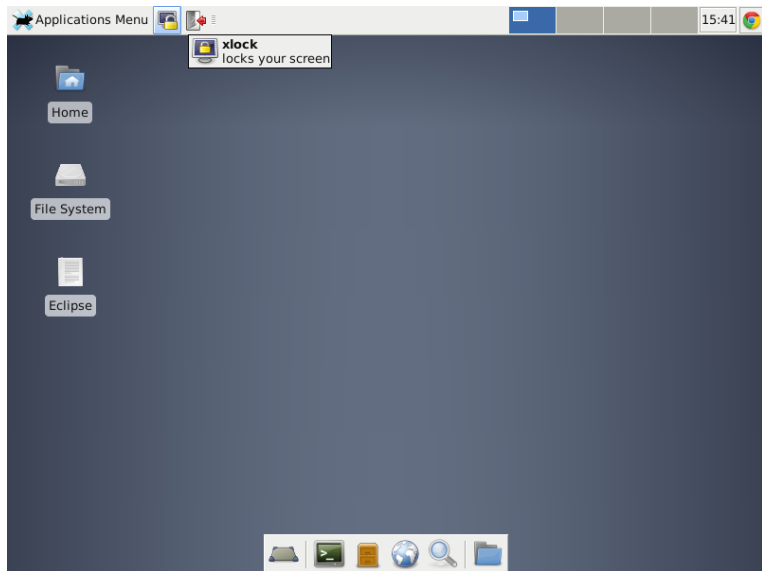 Applications Menu
15:41
xlock
locks your screen
Home
File System
Eclipse
>_